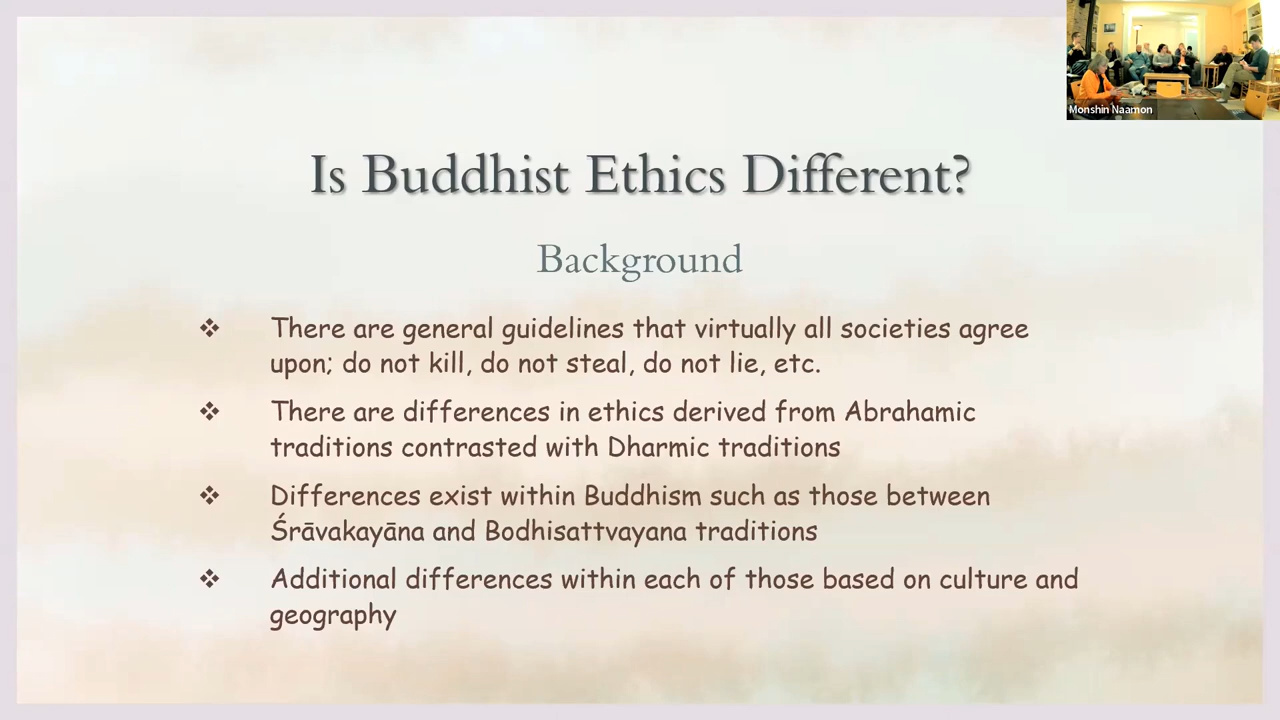 Monshin Naamon
Is Buddhist Ethics Different?
Background
❖ There are general guidelines that virtually all societies agree
upon; do not kill, do not steal, do not lie, etc.
❖ There are differences in ethics derived from Abrahamic
traditions contrasted with Dharmic traditions
❖ Differences exist within Buddhism such as those between
Śrāvakayāna and Bodhisattvayana traditions
❖ Additional differences within each of those based on culture and
geography